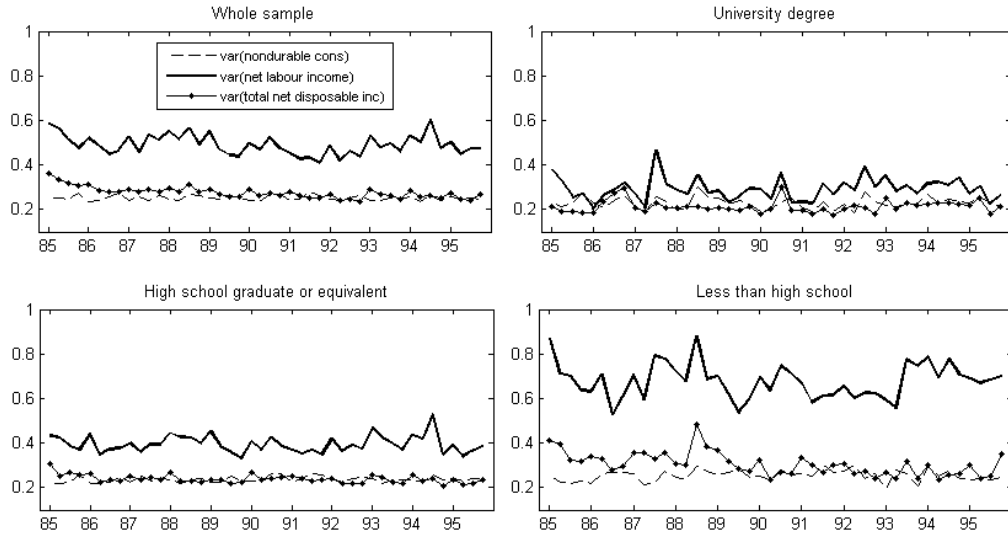 Whole sample
1
0.8
0.6
0.4
0.2
var(nondurable cons)
var(net labour income)
var(total net disposable inc)
85 86 87 88 89 90 91 92 93 94 95
University degree
1
0.8
0.6
0.4
0.2
85 86 87 88 89 90 91 92 93 94 95
High school graduate or equivalent
1
0.8
0.6
0.4
0.2
85 86 87 88 89 90 91 92 93 94 95
Less than high school
1
0.8
0.6
0.4
0.2
85 86 87 88 89 90 91 92 93 94 95